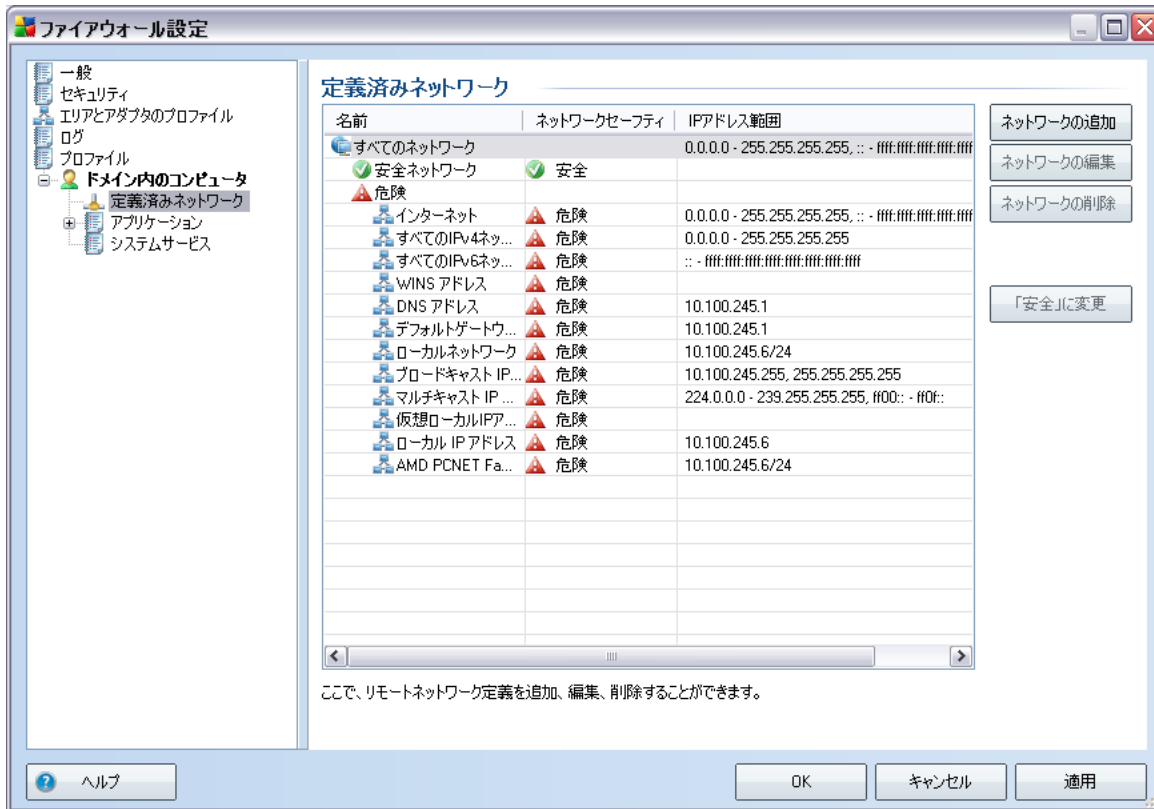 ファイアウォール設定
一般
セキュリティ
エリアとアダプタのプロファイル
ログ
プロファイル
ドメイン内のコンピュータ
定義済みネットワーク
アプリケーション
システムサービス
定義済みネットワーク
名前 ネットワークセーフティ IPアドレス範囲
すべてのネットワーク 0.0.0.0 - 255.255.255.255, :: - ffff:ffff:ffff:ffff:ffff
安全ネットワーク 安全
危険
インターネット 危険 0.0.0.0 - 255.255.255.255, :: - ffff:ffff:ffff:ffff:ffff
すべてのIPv4ネッ... 危険 0.0.0.0 - 255.255.255.255
すべてのIPv6ネッ... 危険 :: - ffff:ffff:ffff:ffff:ffff:ffff:ffff:ffff
WINS アドレス 危険
DNS アドレス 危険 10.100.245.1
デフォルトゲートウ... 危険 10.100.245.1
ローカルネットワーク 危険 10.100.245.6/24
ブロードキャスト IP... 危険 10.100.245.255, 255.255.255.255
マルチキャスト IP ... 危険 224.0.0.0 - 239.255.255.255, ff00:: - ff0f::
仮想ローカルIPア... 危険
ローカル IP アドレス 危険 10.100.245.6
AMD PCNET Fa... 危険 10.100.245.6/24
ネットワークの追加
ネットワークの編集
ネットワークの削除
「安全」に変更
ここで、リモートネットワーク定義を追加、編集、削除することができます。
ヘルプ
OK
キャンセル
適用